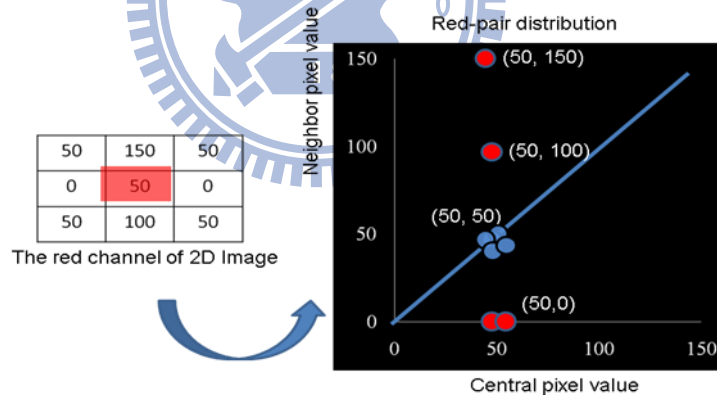 Red-pair distribution
Neighbor pixel value
150
100
50
0
(50, 150)
(50, 100)
(50, 50)
(50,0)
0 50 100 150
Central pixel value
50 150 50
0 50 0
50 100 50
The red channel of 2D Image